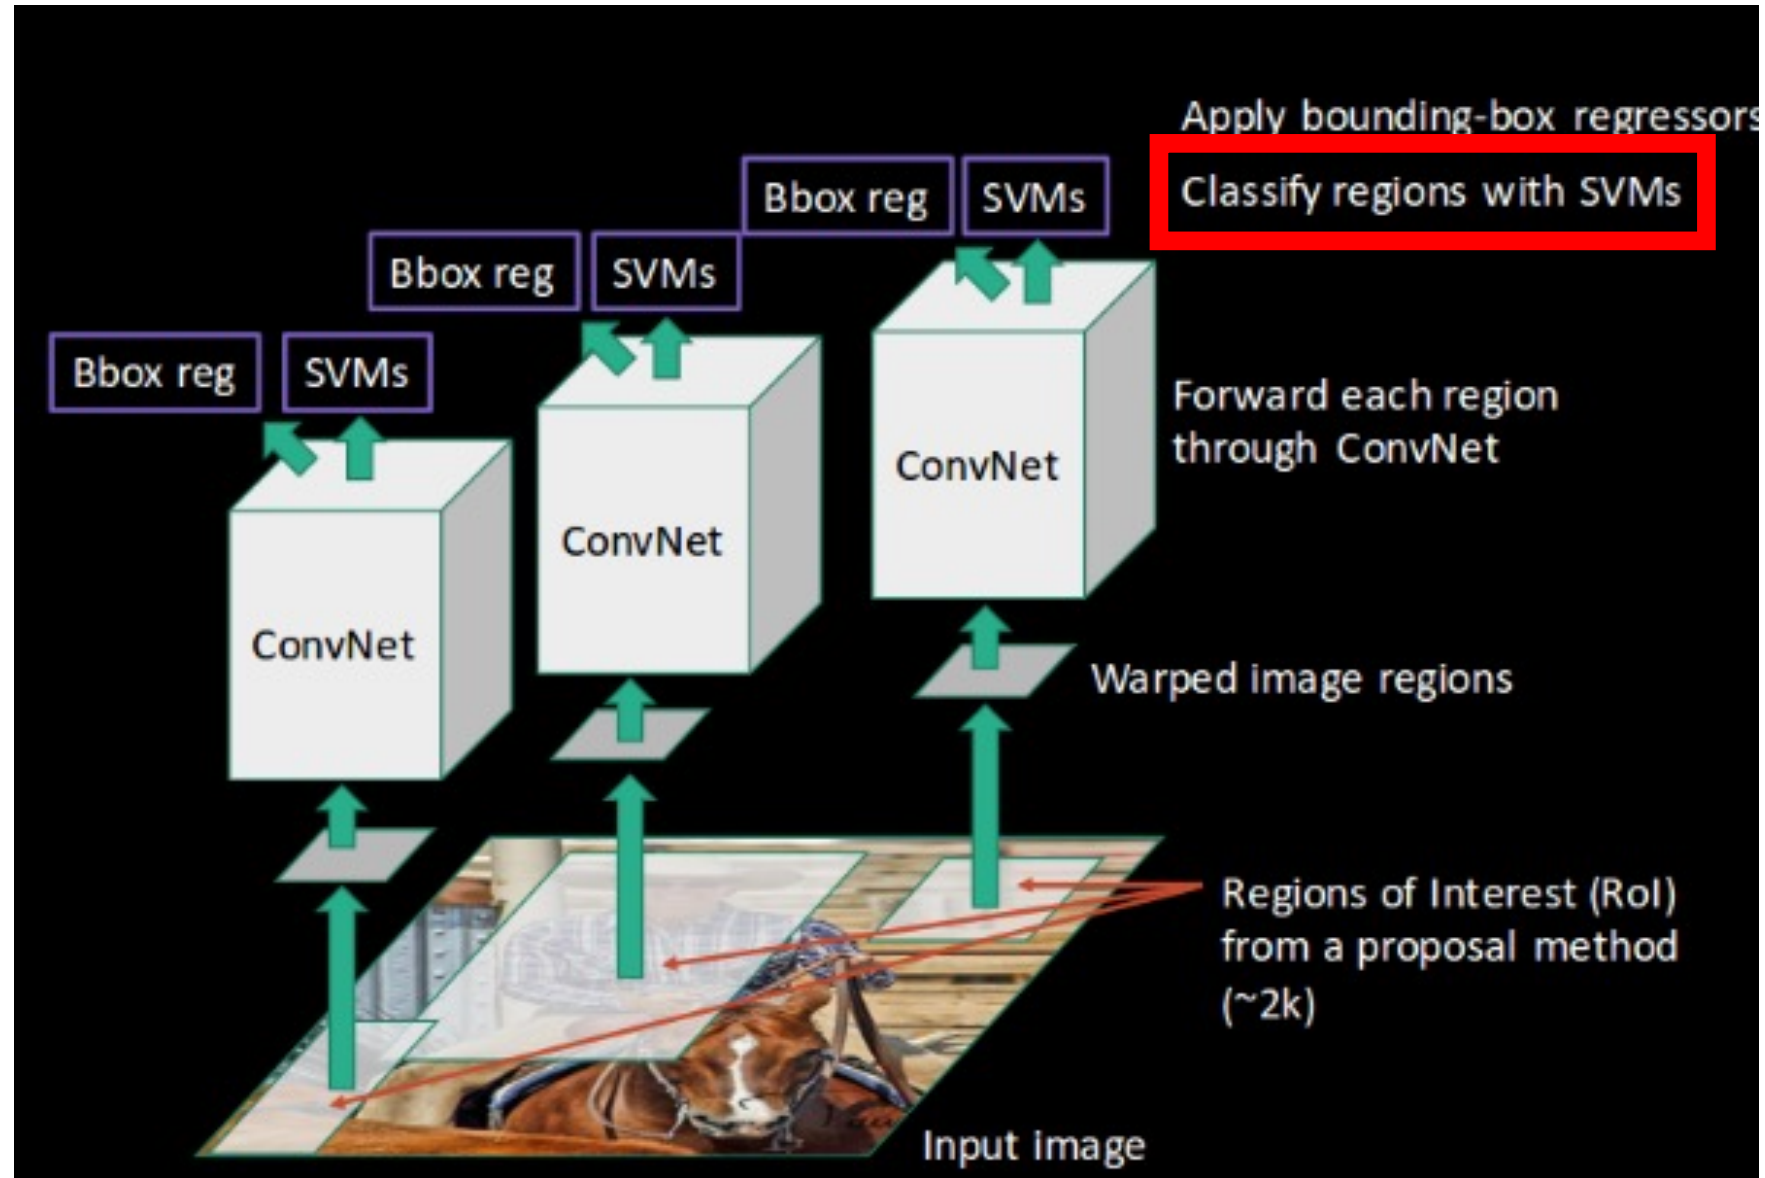 Apply bounding-box regressors
Classify regions with SVMs
Bbox reg
SVMs
Bbox reg
SVMs
Bbox reg
SVMs
ConvNet
ConvNet
ConvNet
Forward each region
through ConvNet
Warped image regions
Regions of Interest (RoI)
from a proposal method
(~2k)
Input image